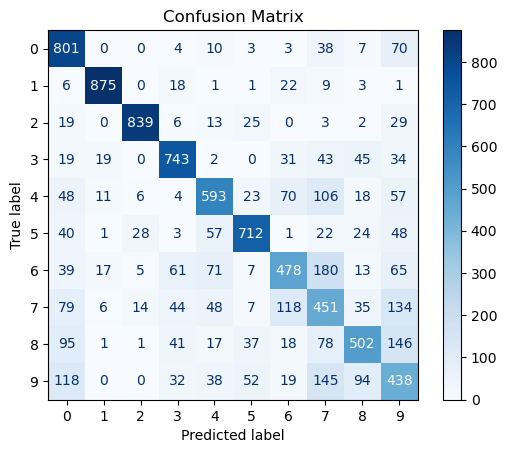 Confusion Matrix
0 801 0 0 4 10 3 3 38 7 70
1 6 875 0 18 1 1 22 9 3 1
2 19 0 839 6 13 25 0 3 2 29
3 19 19 0 743 2 0 31 43 45 34
4 48 11 6 4 593 23 70 106 18 57
5 40 1 28 3 57 712 1 22 24 48
6 39 17 5 61 71 7 478 180 13 65
7 79 6 14 44 48 7 118 451 35 134
8 95 1 1 41 17 37 18 78 502 146
9 118 0 0 32 38 52 19 145 94 438
0 1 2 3 4 5 6 7 8 9
Predicted label
True label
800
700
600
500
400
300
200
100
0